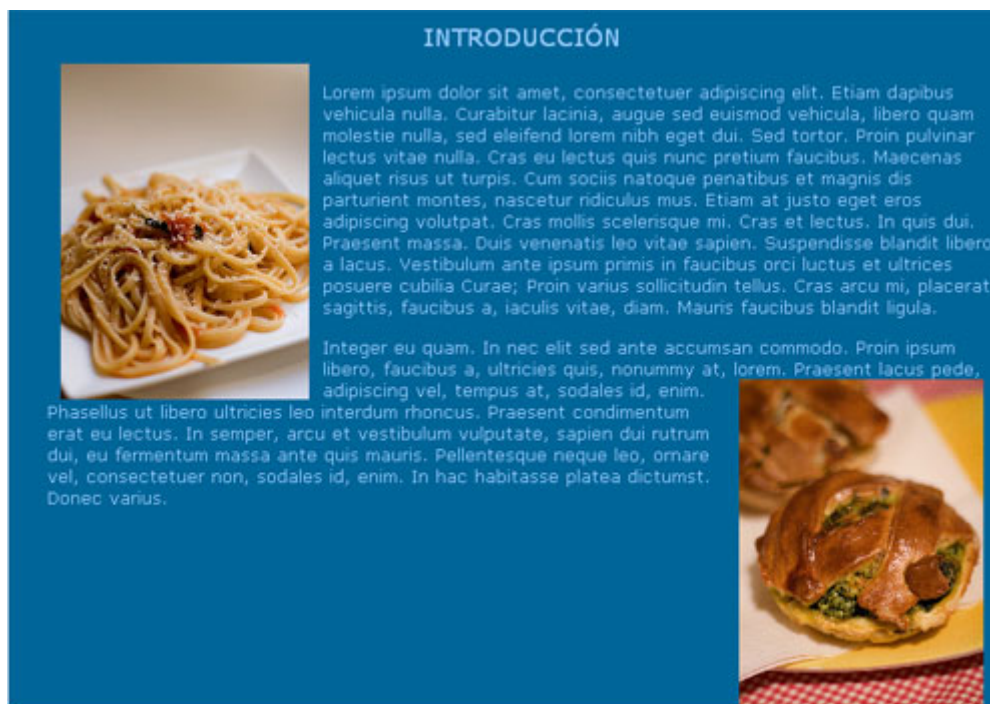 INTRODUCCIÓN
Lorem ipsum dolor sit amet, consectetuer adipiscing elit. Etiam dapibus
vehicula nulla. Curabitur lacinia, augue sed euismod vehicula, libero quam
molestie nulla, sed eleifend lorem nibh eget dui. Sed tortor. Proin pulvinar
lectus vitae nulla. Cras eu lectus quis nunc pretium faucibus. Maecenas
aliquet risus ut turpis. Cum sociis natoque penatibus et magnis dis
parturient montes, nascetur ridiculus mus. Etiam at justo eget eros
adipiscing volutpat. Cras mollis scelerisque mi. Cras et lectus. In quis dui.
Praesent massa. Duis venenatis leo vitae sapien. Suspendisse blandit libero
a lacus. Vestibulum ante ipsum primis in faucibus orci luctus et ultrices
posuere cubilia Curae; Proin varius sollicitudin tellus. Cras arcu mi, placerat
sagittis, faucibus a, iaculis vitae, diam. Mauris faucibus blandit ligula.
Integer eu quam. In nec elit sed ante accumsan commodo. Proin ipsum
libero, faucibus a, ultricies quis, nonummy at, lorem. Praesent lacus pede,
adipiscing vel, tempus at, sodales id, enim.
Phasellus ut libero ultricies leo interdum rhoncus. Praesent condimentum
erat eu lectus. In semper, arcu et vestibulum vulputate, sapien dui rutrum
dui, eu fermentum massa ante quis mauris. Pellentesque neque leo, ornare
vel, consectetuer non, sodales id, enim. In hac habitasse platea dictumst.
Donec varius.